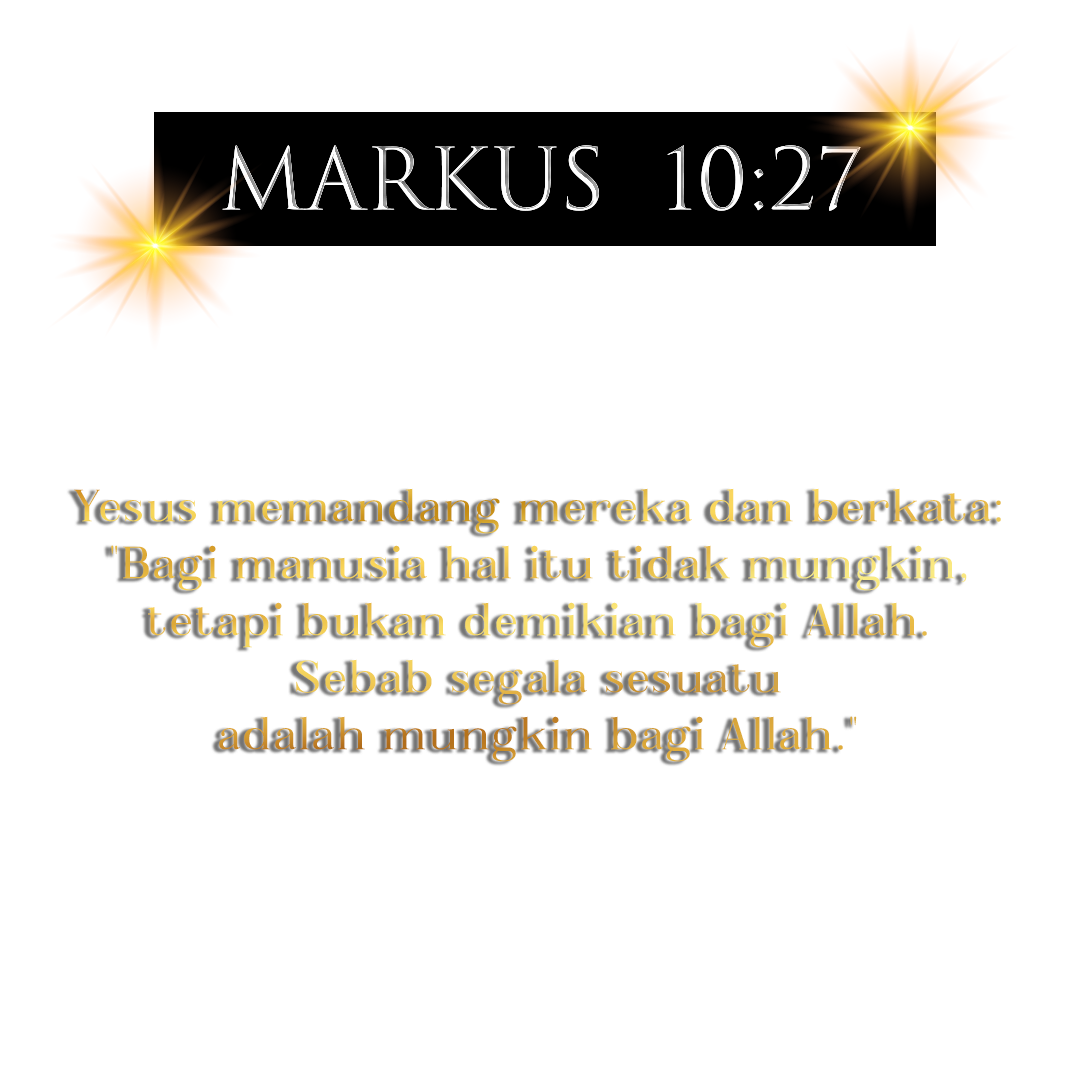 MARKUS 10:27
Yesus memandang mereka dan berkata:
"Bagi manusia hal itu tidak mungkin,
tetapi bukan demikian bagi Allah.
Sebab segala sesuatu
adalah mungkin bagi Allah."